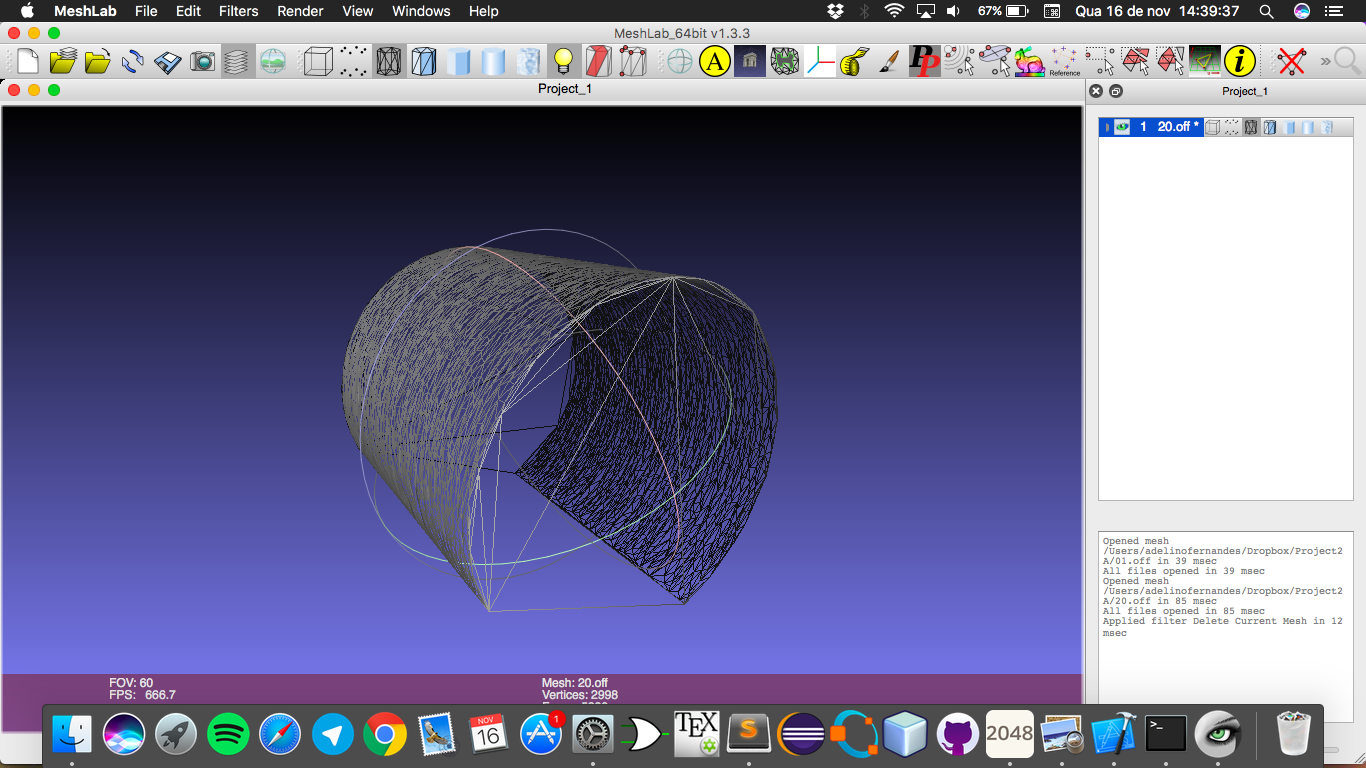 MeshLab File Edit Filters Render View Windows Help 67% Qua 16 de nov 14:39:37
MeshLab_64bit v1.3.3
A PP Reference i »
Project_1
Project_1
1 20.off *
Opened mesh
/Users/adelinofernandes/Dropbox/Project2
A/01.off in 39 msec
All files opened in 39 msec
Opened mesh
/Users/adelinofernandes/Dropbox/Project2
A/20.off in 85 msec
All files opened in 85 msec
Applied filter Delete Current Mesh in 12
msec
FOV: 60
FPS: 666.7
Mesh: 20.off
Vertices: 2998
NOV
16
1
TEX
S
2048
>_